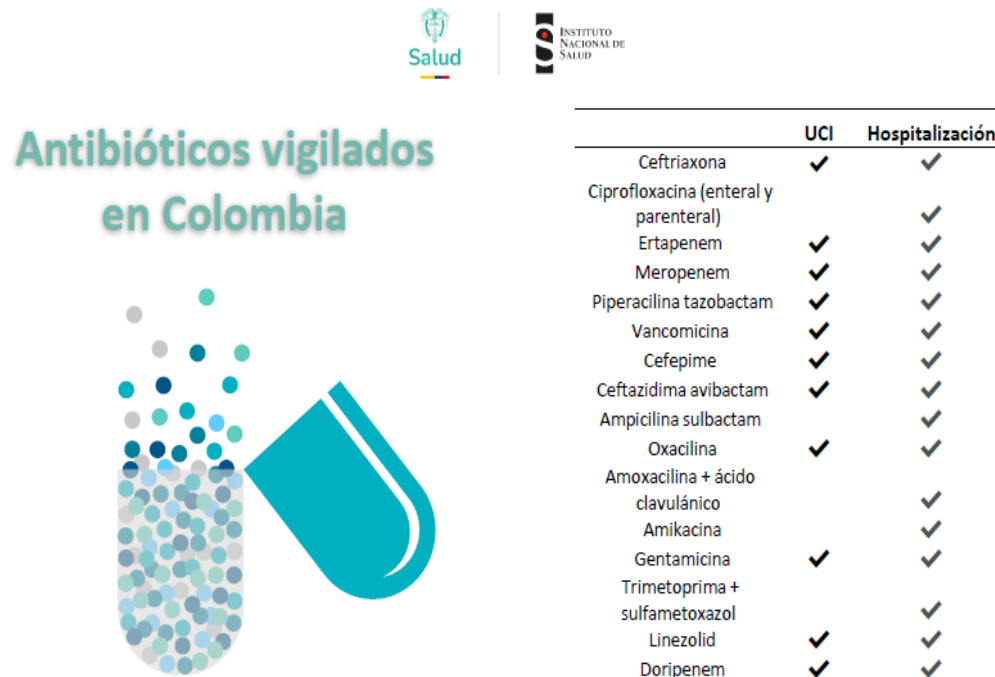 Salud
INSTITUTO
NACIONAL DE
SALUD
Antibióticos vigilados
en Colombia
UCI Hospitalización
Ceftriaxona ✔ ✔
Ciprofloxacina (enteral y
parenteral) ✔
Ertapenem ✔ ✔
Meropenem ✔ ✔
Piperacilina tazobactam ✔ ✔
Vancomicina ✔ ✔
Cefepime ✔ ✔
Ceftazidima avibactam ✔ ✔
Ampicilina sulbactam ✔
Oxacilina ✔ ✔
Amoxacilina + ácido
clavulánico ✔
Amikacina ✔
Gentamicina ✔ ✔
Trimetoprima +
sulfametoxazol ✔
Linezolid ✔ ✔
Doripenem ✔ ✔